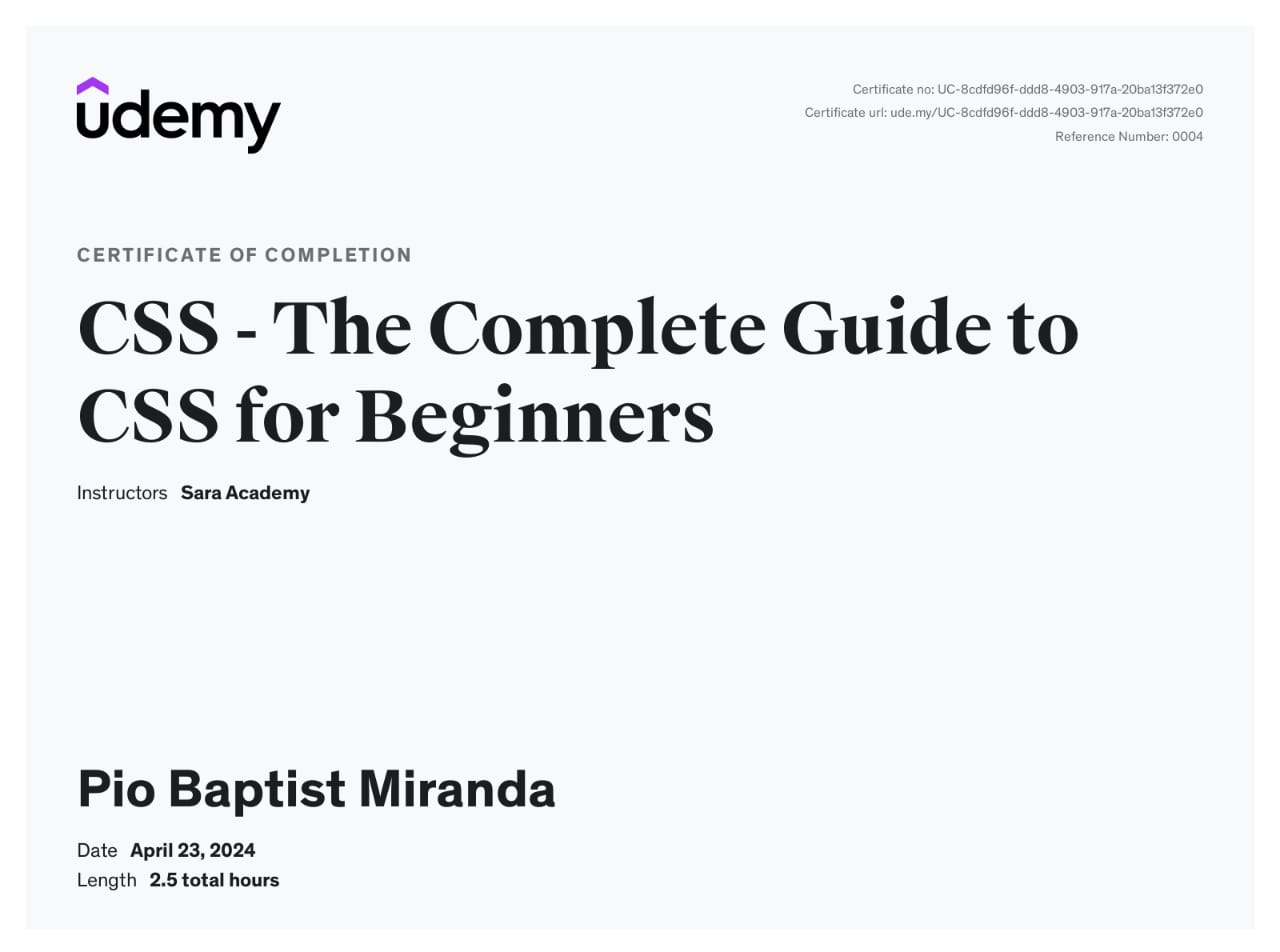 udemy
Certificate no: UC-8cdfd96f-ddd8-4903-917a-20ba13f372e0
Certificate url: ude.my/UC-8cdfd96f-ddd8-4903-917a-20ba13f372e0
Reference Number: 0004
CERTIFICATE OF COMPLETION
CSS - The Complete Guide to
CSS for Beginners
Instructors Sara Academy
Pio Baptist Miranda
Date April 23, 2024
Length 2.5 total hours